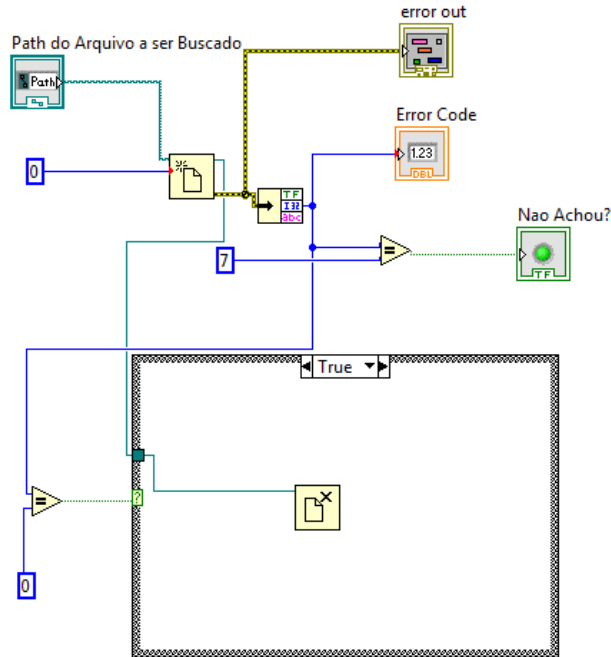 error out
Path do Arquivo a ser Buscado
Path
Error Code
1.23
DBL
0
TF
I32
abc
Nao Achou?
7
=
TF
True
?
=
0